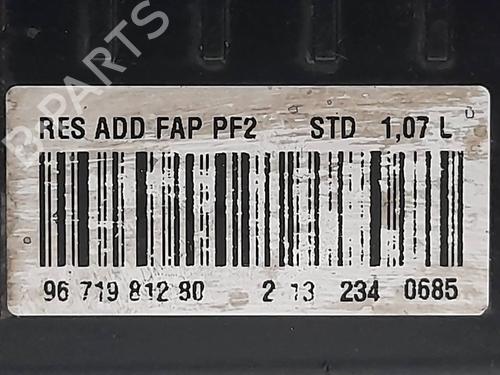 B-PARTS
RES ADD FAP PF2 STD 1,07 L
96 719 812 80 2 13 234 0685